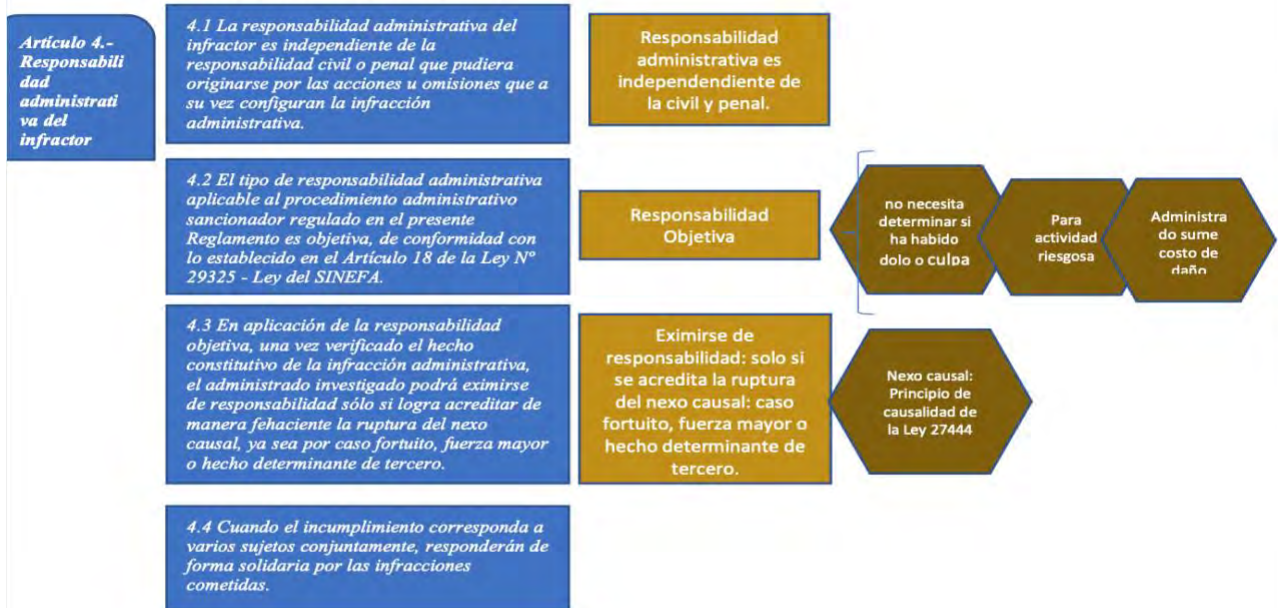 Artículo 4.-
Responsabili
dad
administrati
va del
infractor
4.1 La responsabilidad administrativa del
infractor es independiente de la
responsabilidad civil o penal que pudiera
originarse por las acciones u omisiones que a
su vez configuran la infracción
administrativa.
Responsabilidad
administrativa es
independendiente de
la civil y penal.
4.2 El tipo de responsabilidad administrativa
aplicable al procedimiento administrativo
sancionador regulado en el presente
Reglamento es objetiva, de conformidad con
lo establecido en el Artículo 18 de la Ley Nº
29325 - Ley del SINEFA.
Responsabilidad
Objetiva
no necesita
determinar si
ha habido
dolo o culpa
Para
actividad
riesgosa
Administra
do sume
costo de
daño
4.3 En aplicación de la responsabilidad
objetiva, una vez verificado el hecho
constitutivo de la infracción administrativa,
el administrado investigado podrá eximirse
de responsabilidad sólo si logra acreditar de
manera fehaciente la ruptura del nexo
causal, ya sea por caso fortuito, fuerza mayor
o hecho determinante de tercero.
Eximirse de
responsabilidad: solo si
se acredita la ruptura
del nexo causal: caso
fortuito, fuerza mayor o
hecho determinante de
tercero.
Nexo causal:
Principio de
causalidad de
la Ley 27444
4.4 Cuando el incumplimiento corresponda a
varios sujetos conjuntamente, responderán de
forma solidaria por las infracciones
cometidas.